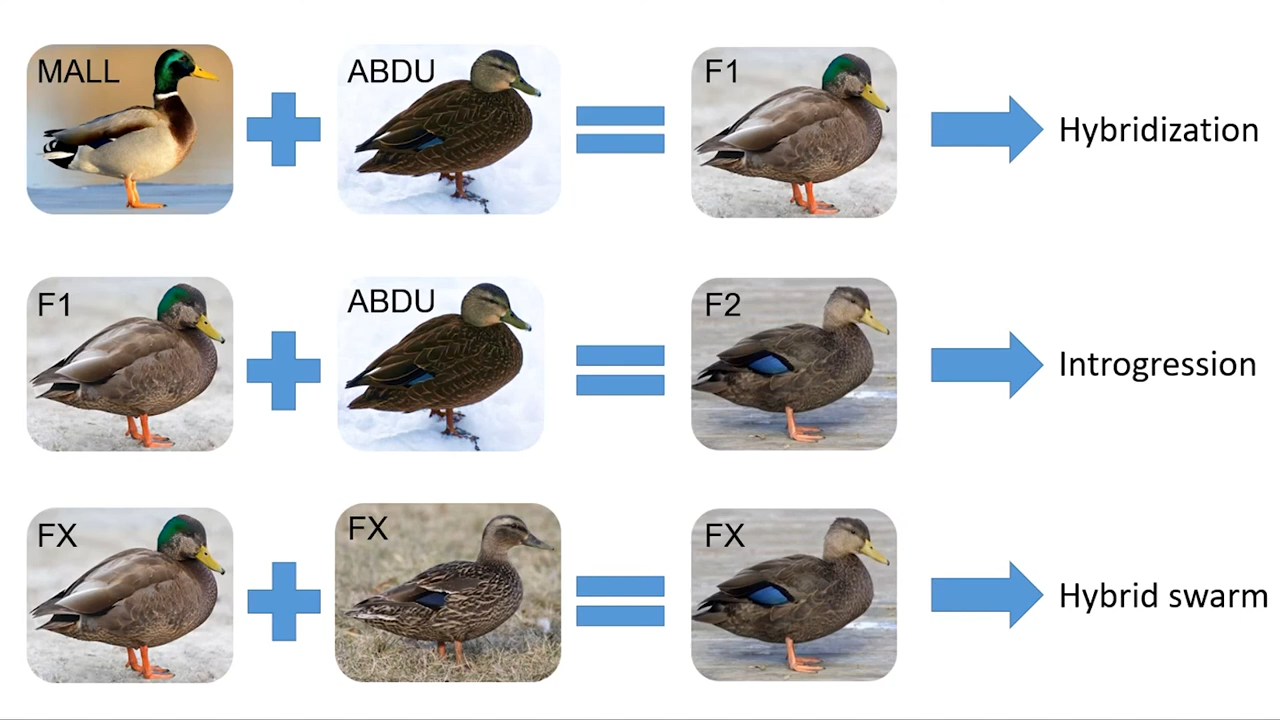 MALL
ABDU
F1
Hybridization
F1
ABDU
F2
Introgression
FX
FX
FX
Hybrid swarm